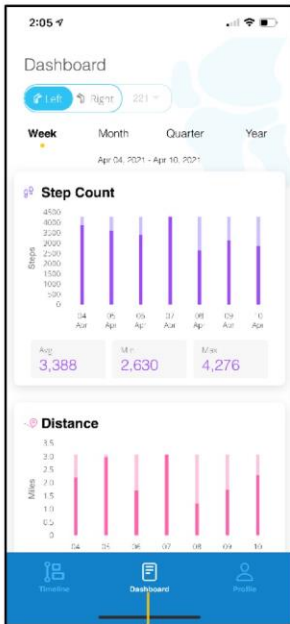 2:05
Dashboard
Left Right 221
Week Month Quarter Year
Apr 04, 2021 - Apr 10, 2021
Step Count
Steps
4500
4000
3500
3000
2500
2000
1500
1000
500
0
04 05 06 07 08 09 10
Apr Apr Apr Apr Apr Apr Apr
Avg Min Max
3,388 2,630 4,276
Distance
Miles
3.5
3.0
2.5
2.0
1.5
1.0
0.5
0
04 05 06 07 08 09 10
Timeline Dashboard Profile